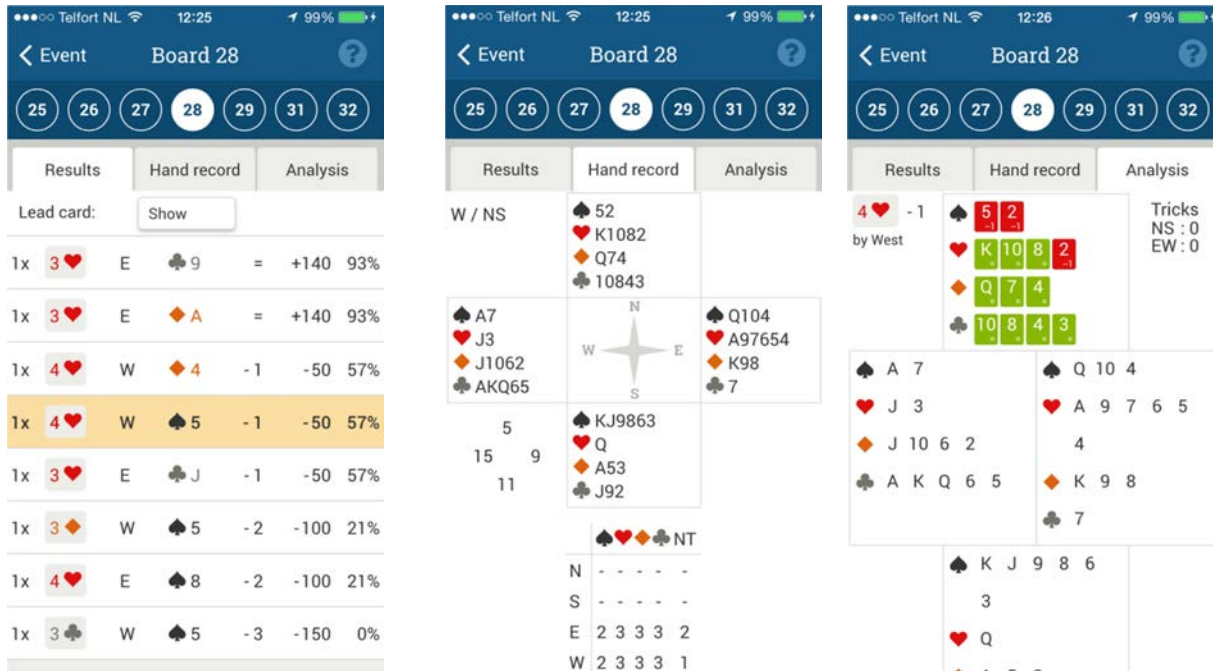 ●●●○○ Telfort NL 12:25 99%
Event Board 28 ?
25 26 27 28 29 31 32
Results Hand record Analysis
Lead card: Show
1x 3♥ E ♣9 = +140 93%
1x 3♥ E ♦A = +140 93%
1x 4♥ W ♦4 -1 -50 57%
1x 4♥ W ♠5 -1 -50 57%
1x 3♥ E ♣J -1 -50 57%
1x 3♦ W ♠5 -2 -100 21%
1x 4♥ E ♠8 -2 -100 21%
1x 3♣ W ♠5 -3 -150 0%
●●●○○ Telfort NL 12:25 99%
Event Board 28 ?
25 26 27 28 29 31 32
Results Hand record Analysis
W / NS
♠ 52
♥ K1082
♦ Q74
♣ 10843
♠ A7
♥ J3
♦ J1062
♣ AKQ65
N
W E
S
♠ Q104
♥ A97654
♦ K98
♣ 7
5
15 9
11
♠ KJ9863
♥ Q
♦ A53
♣ J92
♠ ♥ ♦ ♣ NT
N - - - - -
S - - - - -
E 2 3 3 3 2
W 2 3 3 3 1
●●●○○ Telfort NL 12:26 99%
Event Board 28 ?
25 26 27 28 29 31 32
Results Hand record Analysis
4♥ -1
by West
♠ 5 2
-1 -1
♥ K 10 8 2
= = = -1
♦ Q 7 4
= = =
♣ 10 8 4 3
= = = =
Tricks
NS : 0
EW : 0
♠ A 7
♥ J 3
♦ J 10 6 2
♣ A K Q 6 5
♠ Q 10 4
♥ A 9 7 6 5
4
♦ K 9 8
♣ 7
♠ K J 9 8 6
3
♥ Q